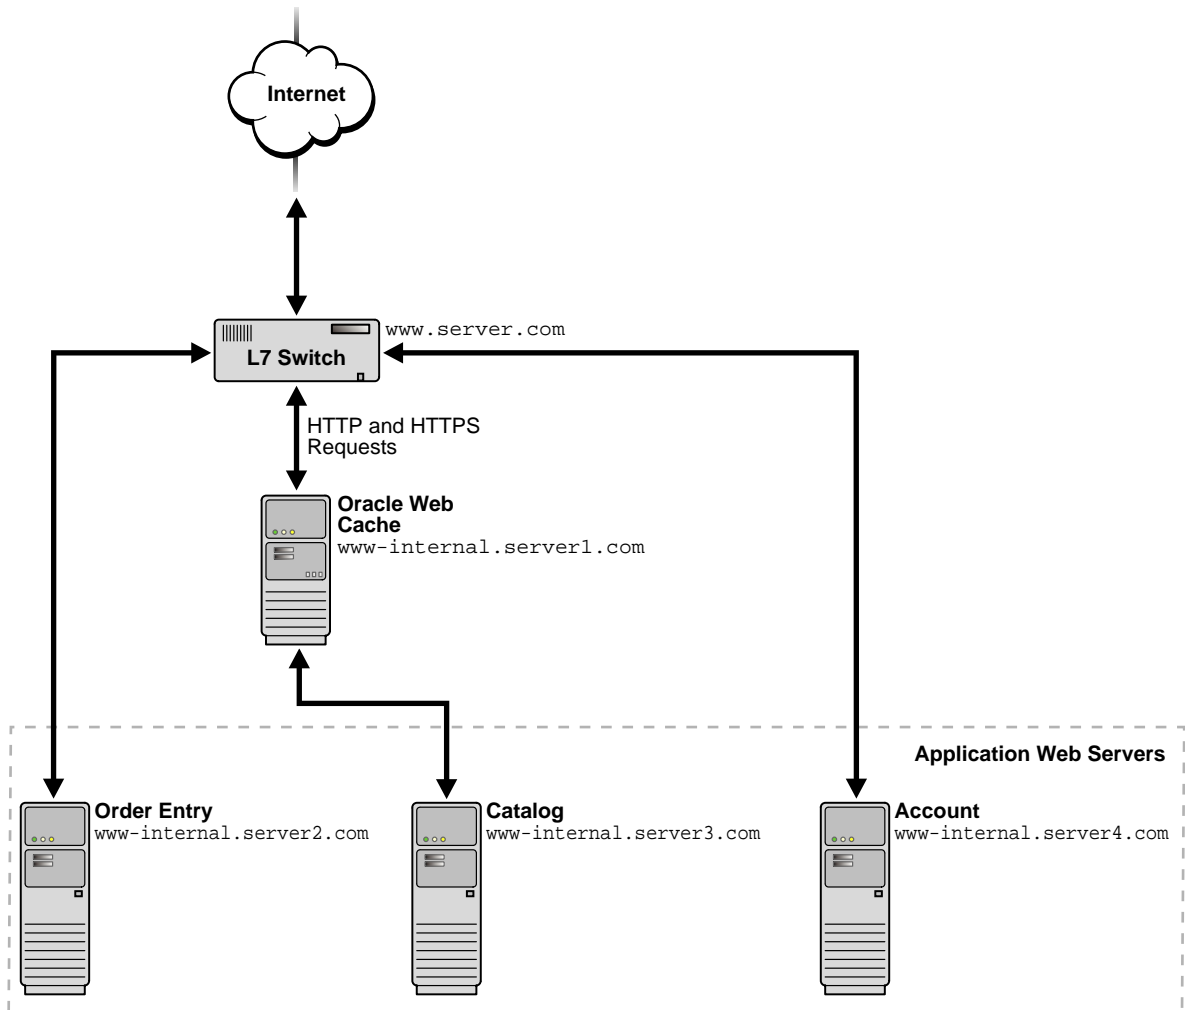 Internet
www.server.com
L7 Switch
HTTP and HTTPS
Requests
Oracle Web
Cache
www-internal.server1.com
Application Web Servers
Order Entry
www-internal.server2.com
Catalog
www-internal.server3.com
Account
www-internal.server4.com